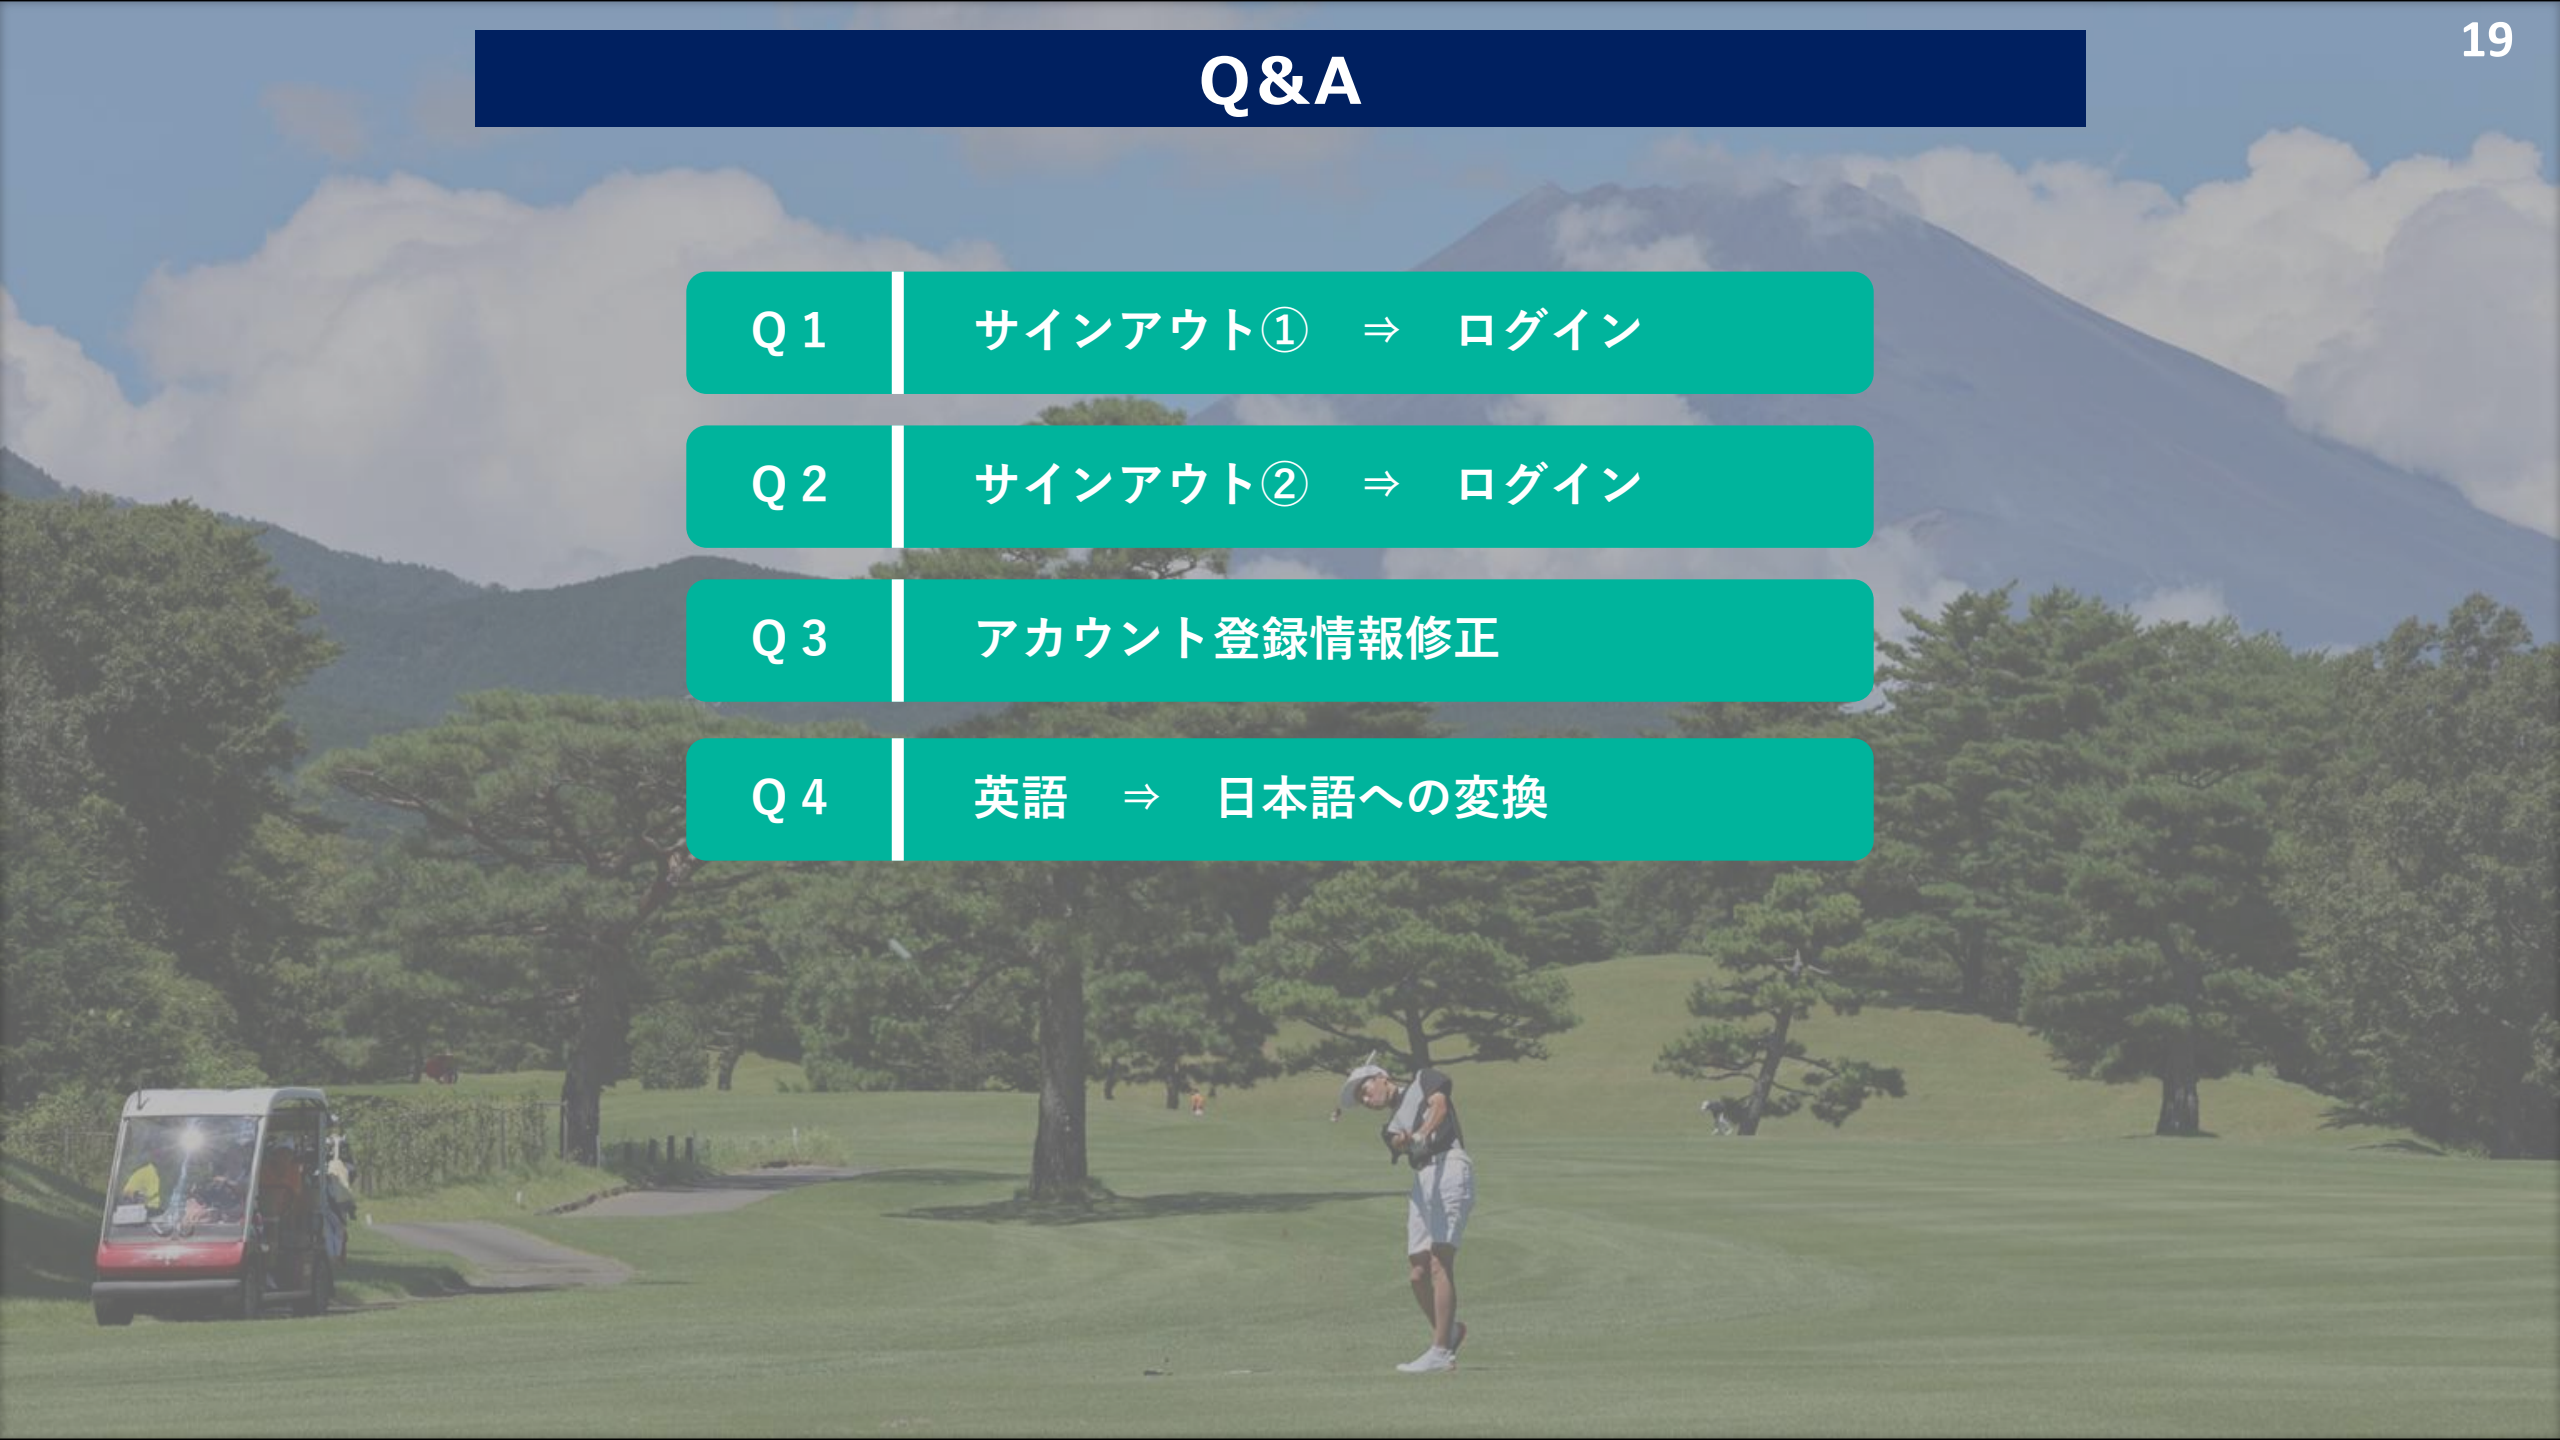 19
Q&A
Q 1 サインアウト① ⇒ ログイン
Q 2 サインアウト② ⇒ ログイン
Q 3 アカウント登録情報修正
Q 4 英語 ⇒ 日本語への変換